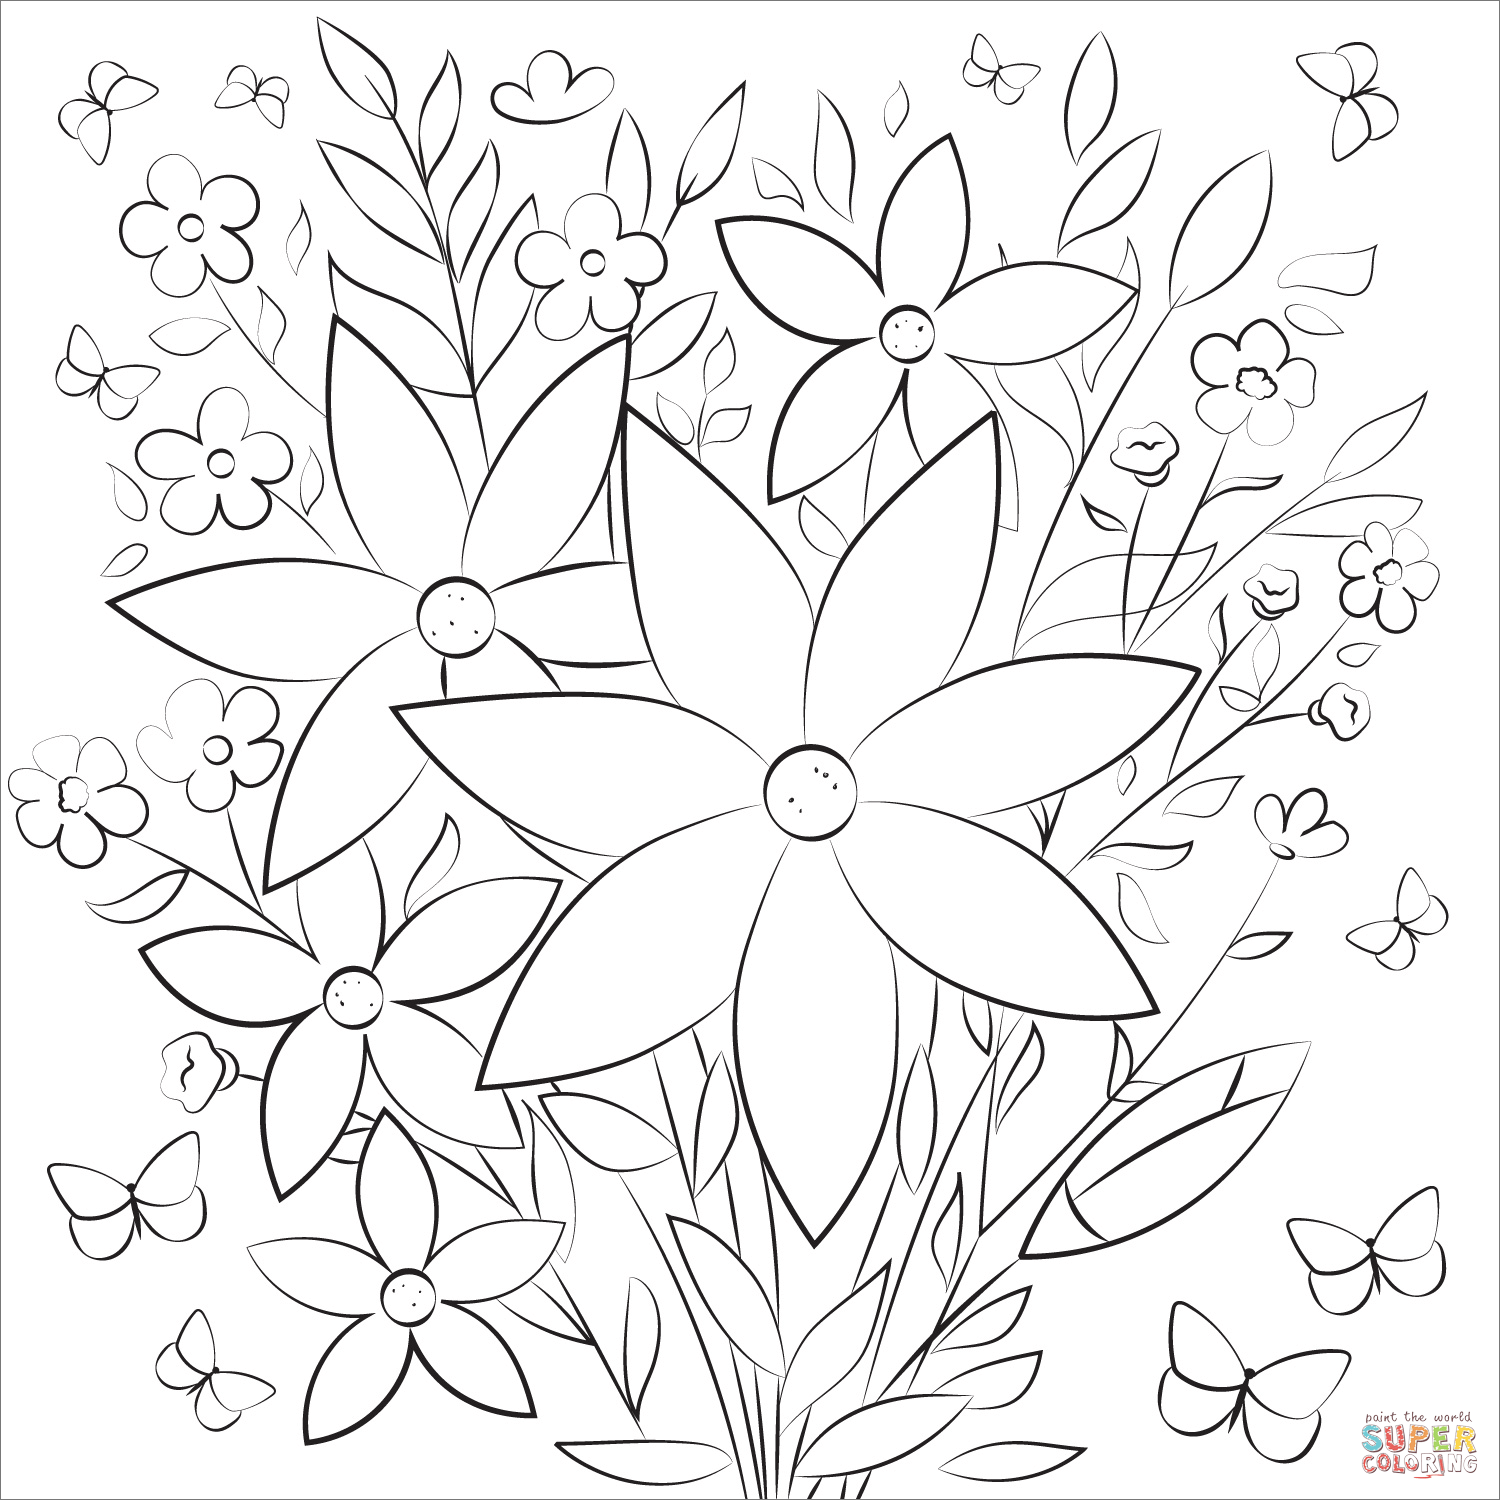 paint the world
SUPER
COLORING